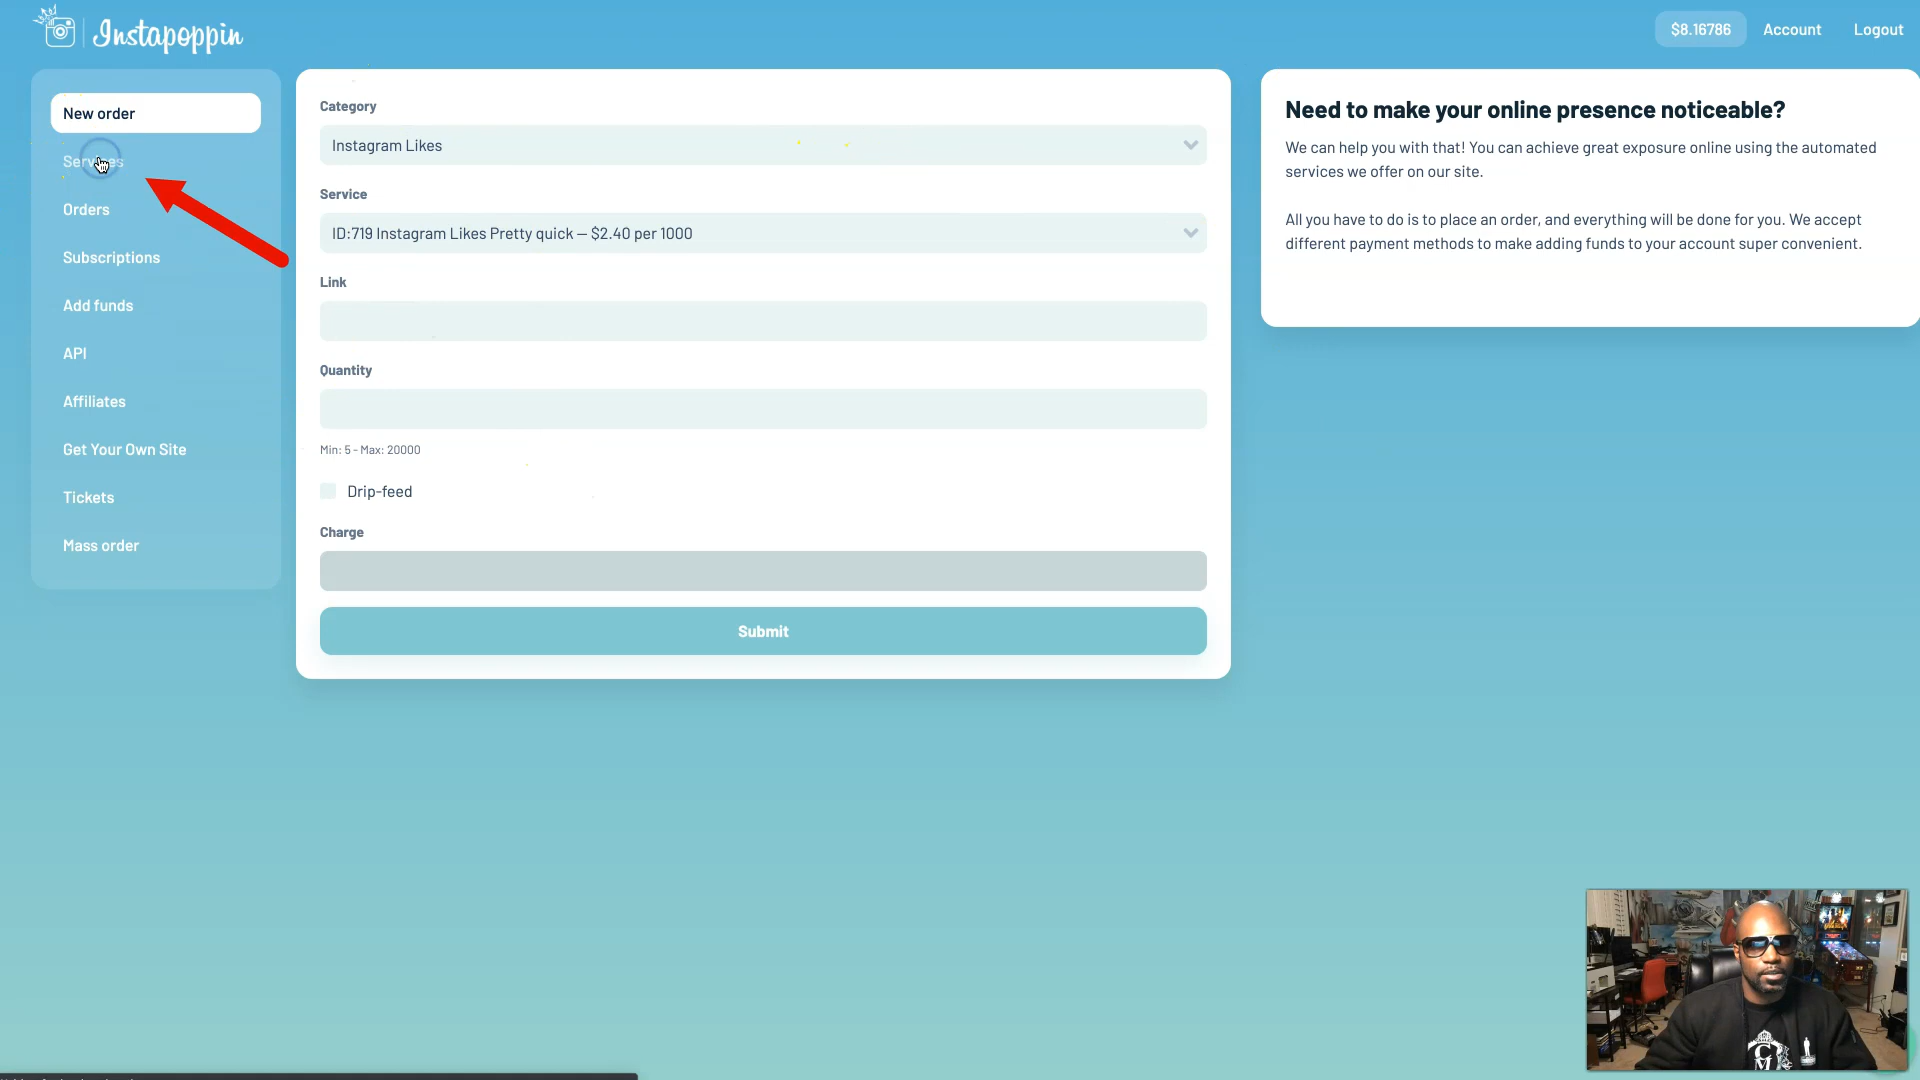 Instapoppin
$8.16786
Account
Logout
New order
Services
Orders
Subscriptions
Add funds
API
Affiliates
Get Your Own Site
Tickets
Mass order
Category
Instagram Likes
Service
ID:719 Instagram Likes Pretty quick — $2.40 per 1000
Link
Quantity
Min: 5 - Max: 20000
Drip-feed
Charge
Submit
Need to make your online presence noticeable?
We can help you with that! You can achieve great exposure online using the automated
services we offer on our site.
All you have to do is to place an order, and everything will be done for you. We accept
different payment methods to make adding funds to your account super convenient.